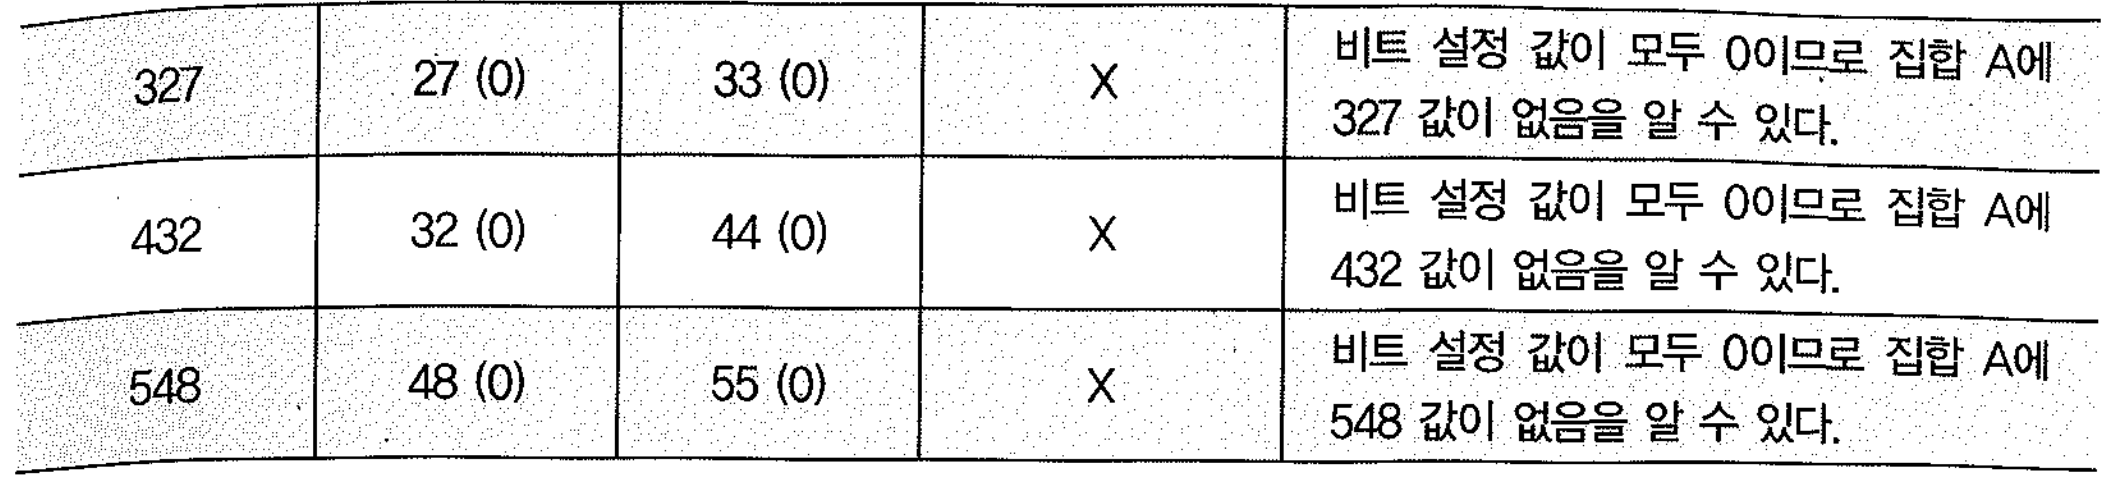 327 27 (0) 33 (0) X 비트 설정 값이 모두 0이므로 집합 A에
327 값이 없음을 알 수 있다.
432 32 (0) 44 (0) X 비트 설정 값이 모두 0이므로 집합 A에
432 값이 없음을 알 수 있다.
548 48 (0) 55 (0) X 비트 설정 값이 모두 0이므로 집합 A에
548 값이 없음을 알 수 있다.